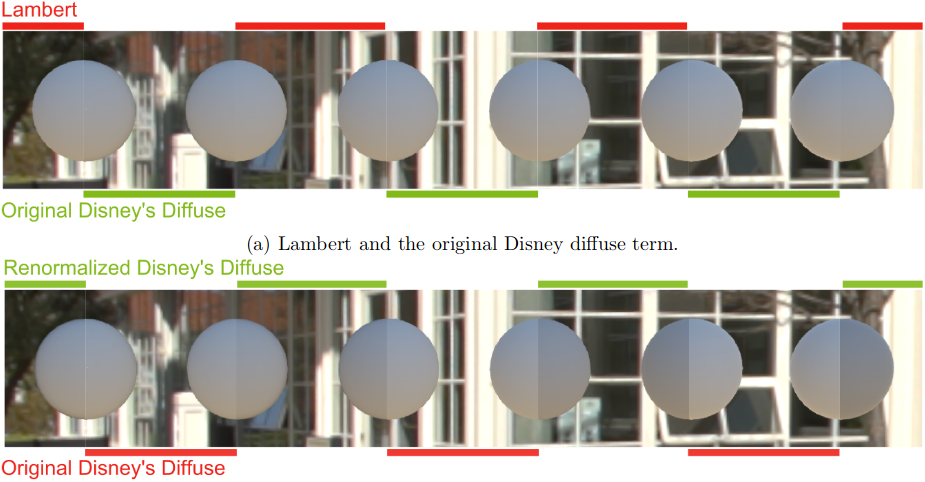 Lambert
Original Disney's Diffuse
(a) Lambert and the original Disney diffuse term.
Renormalized Disney's Diffuse
Original Disney's Diffuse